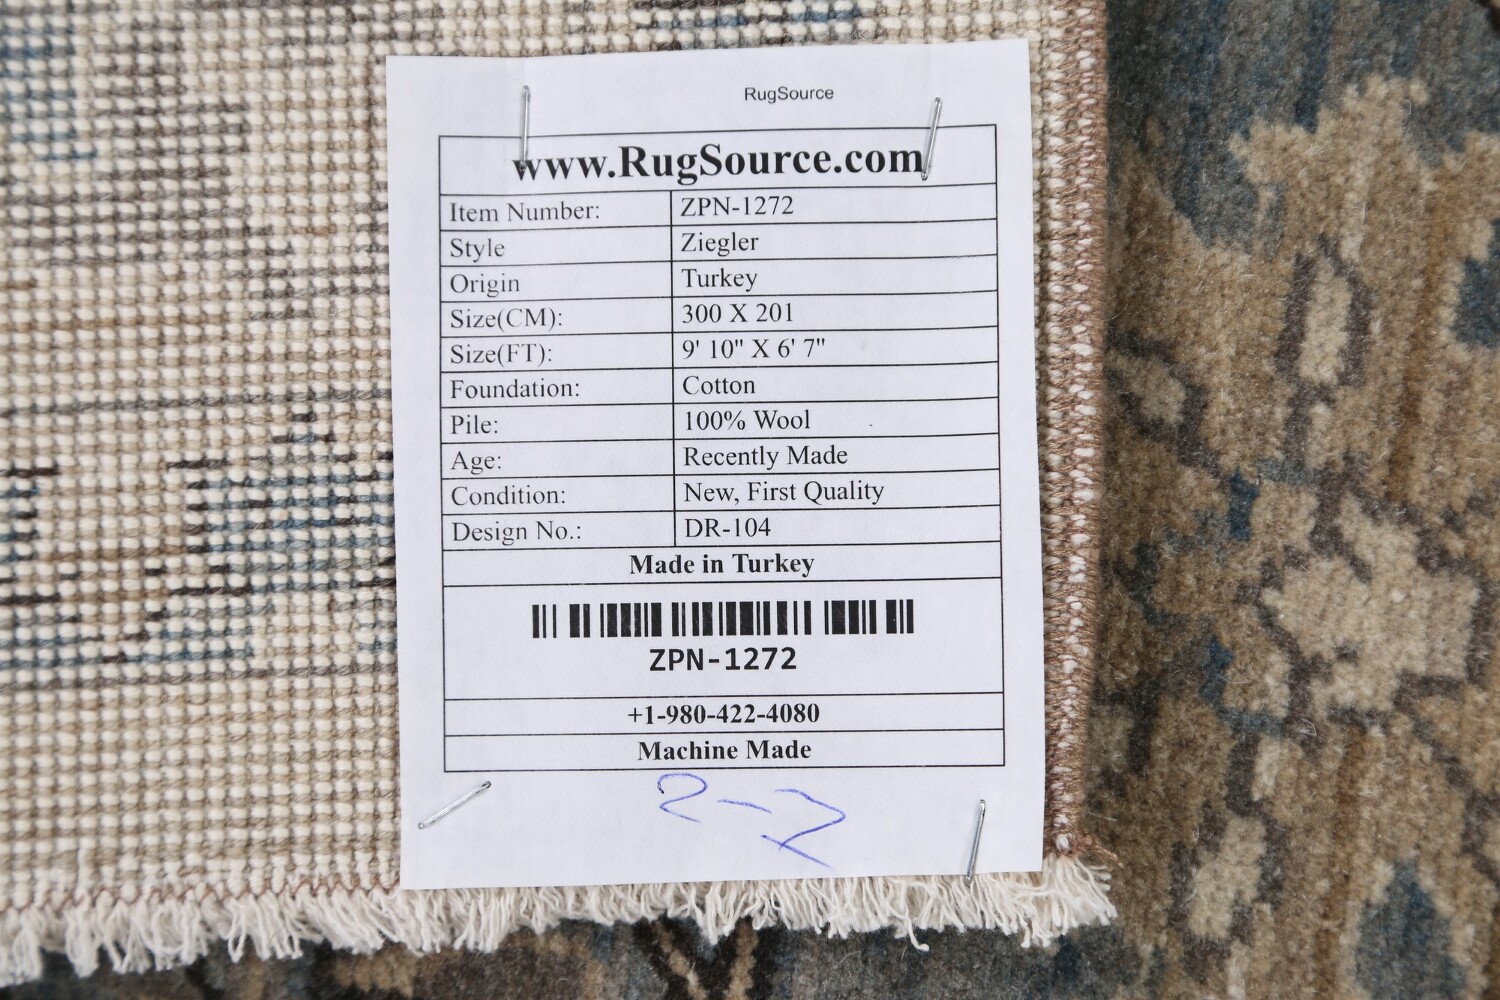 RugSource
www.RugSource.com
Item Number: ZPN-1272
Style Ziegler
Origin Turkey
Size(CM): 300 X 201
Size(FT): 9' 10" X 6' 7"
Foundation: Cotton
Pile: 100% Wool
Age: Recently Made
Condition: New, First Quality
Design No.: DR-104
Made in Turkey
ZPN-1272
+1-980-422-4080
Machine Made
2-7